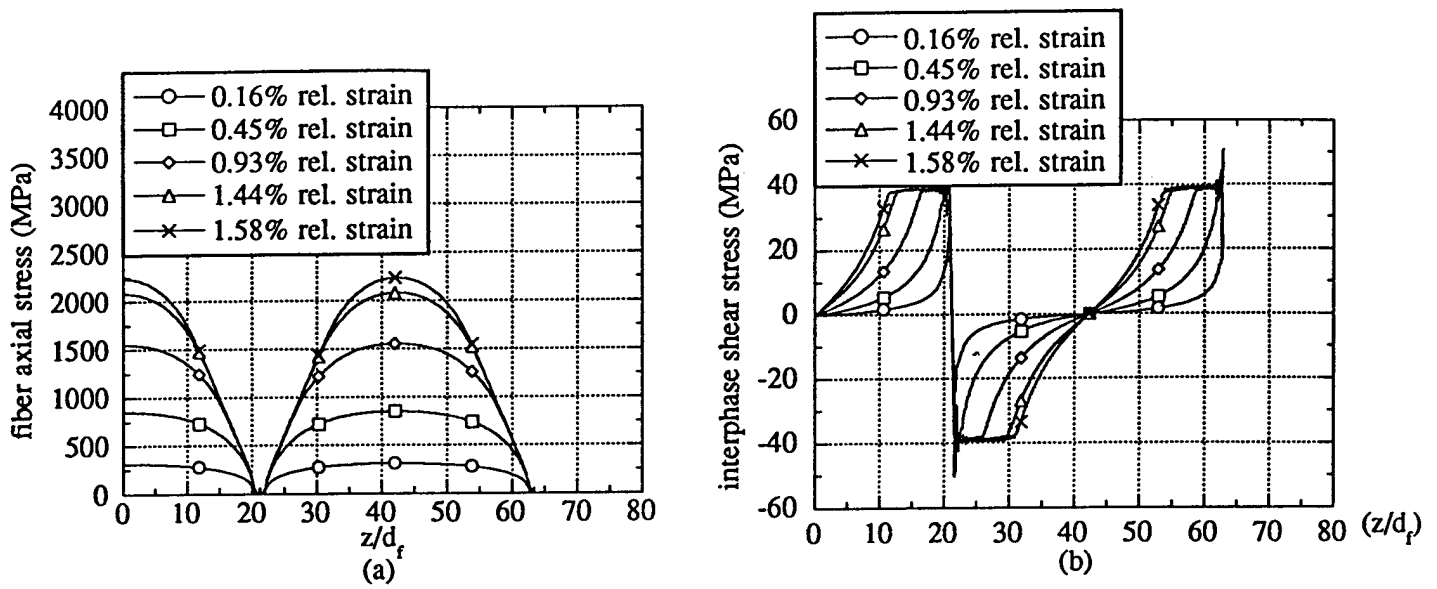 0.16% rel. strain
0.45% rel. strain
0.93% rel. strain
1.44% rel. strain
1.58% rel. strain
fiber axial stress (MPa)
4000
3500
3000
2500
2000
1500
1000
500
0
0 10 20 30 40 50 60 70 80
z/d_f
(a)
0.16% rel. strain
0.45% rel. strain
0.93% rel. strain
1.44% rel. strain
1.58% rel. strain
interphase shear stress (MPa)
60
40
20
0
-20
-40
-60
0 10 20 30 40 50 60 70 80 (z/d_f)
(b)